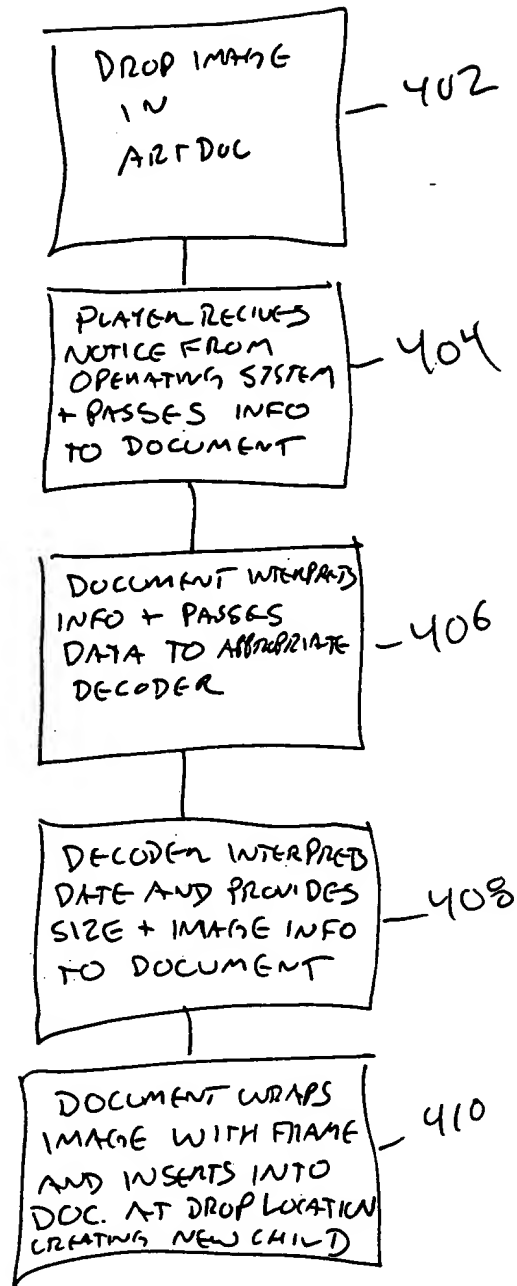 DROP IMAGE
IN
ART DOC
402
PLAYER RECIVES
NOTICE FROM
OPERATING SYSTEM
+ PASSES INFO
TO DOCUMENT
404
DOCUMENT INTERPRETS
INFO + PASSES
DATA TO APPROPRIATE
DECODER
406
DECODER INTERPRETS
DATE AND PROVIDES
SIZE + IMAGE INFO
TO DOCUMENT
408
DOCUMENT WRAPS
IMAGE WITH FRAME
AND INSERTS INTO
DOC. AT DROP LOCATION
CREATING NEW CHILD
410